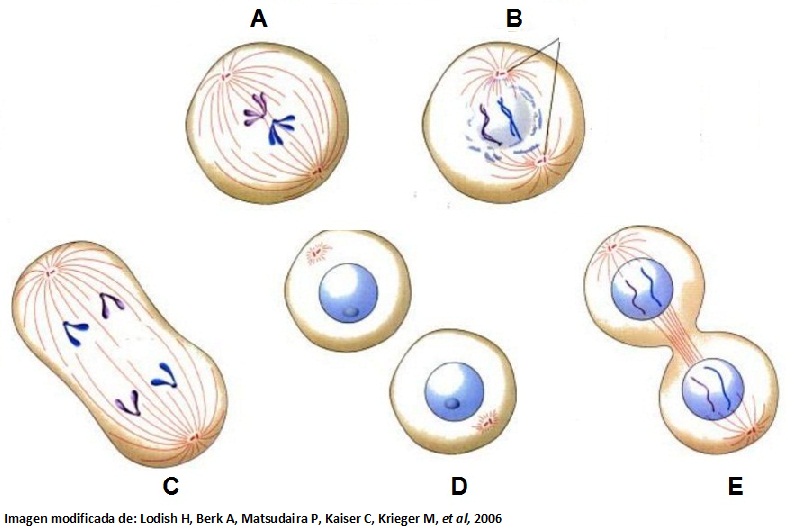 A
B
C
D
E
Imagen modificada de: Lodish H, Berk A, Matsudaira P, Kaiser C, Krieger M, et al, 2006